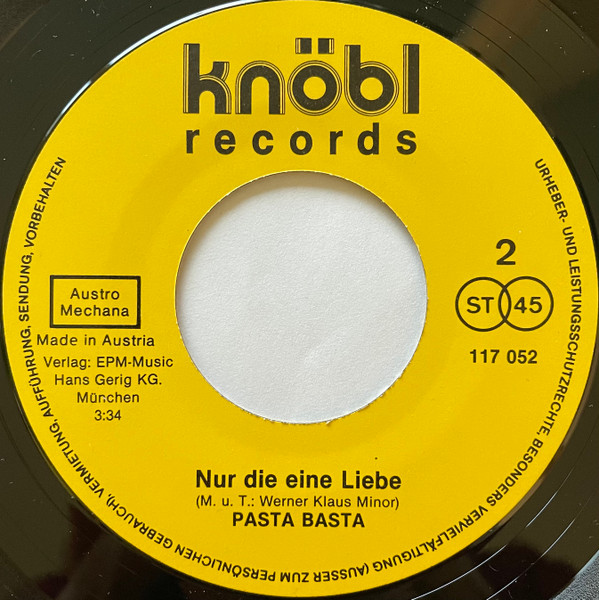 knöbl
records
2
ST 45
117 052
Austro
Mechana
Made in Austria
Verlag: EPM-Music
Hans Gerig KG.
München
3:34
Nur die eine Liebe
(M. u. T.: Werner Klaus Minor)
PASTA BASTA
URHEBER- UND LEISTUNGSSCHUTZRECHTE, BESONDERS VERVIELFÄLTIGUNG (AUSSER ZUM PERSÖNLICHEN GEBRAUCH), VERMIETUNG, AUFFÜHRUNG, SENDUNG, VORBEHALTEN